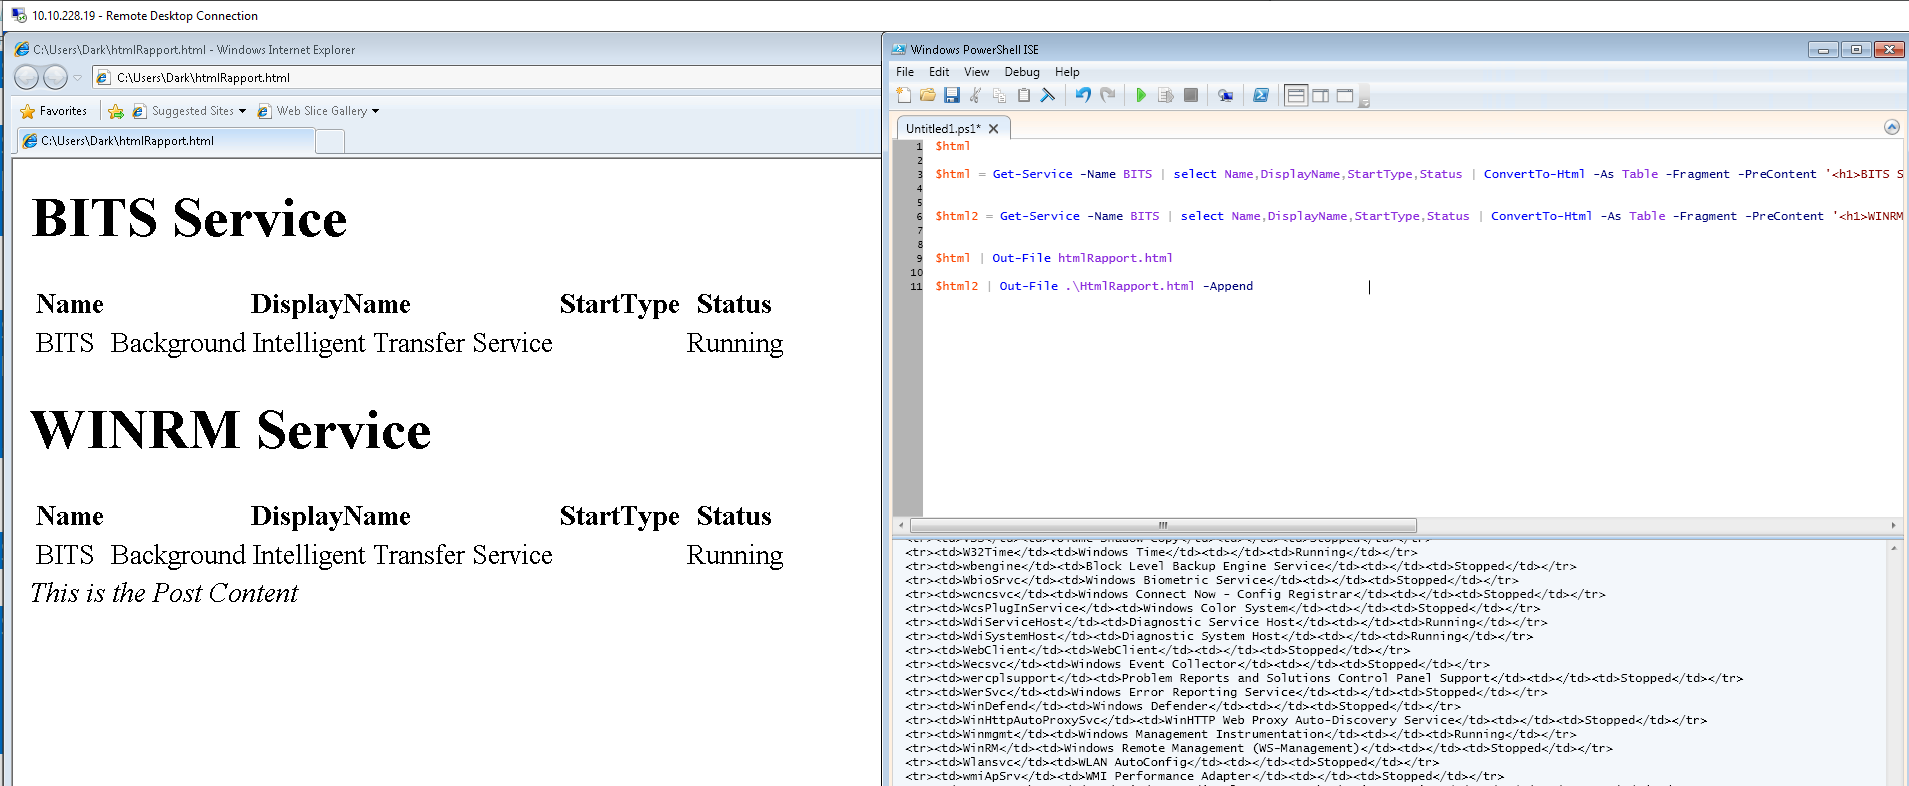 10.10.228.19 - Remote Desktop Connection
C:\Users\Dark\htmlRapport.html - Windows Internet Explorer
C:\Users\Dark\htmlRapport.html
Favorites
Suggested Sites
Web Slice Gallery
C:\Users\Dark\htmlRapport.html
BITS Service
Name DisplayName StartType Status
BITS Background Intelligent Transfer Service Running
WINRM Service
Name DisplayName StartType Status
BITS Background Intelligent Transfer Service Running
This is the Post Content
Windows PowerShell ISE
File Edit View Debug Help
Untitled1.ps1*
1 $html
2
3 $html = Get-Service -Name BITS | select Name,DisplayName,StartType,Status | ConvertTo-Html -As Table -Fragment -PreContent '<h1>BITS S
4
5
6 $html2 = Get-Service -Name BITS | select Name,DisplayName,StartType,Status | ConvertTo-Html -As Table -Fragment -PreContent '<h1>WINRM
7
8
9 $html | Out-File htmlRapport.html
10
11 $html2 | Out-File .\HtmlRapport.html -Append
<tr><td>VSS</td><td>Volume Shadow Copy</td><td></td><td>Stopped</td></tr>
<tr><td>W32Time</td><td>Windows Time</td><td></td><td>Running</td></tr>
<tr><td>wbengine</td><td>Block Level Backup Engine Service</td><td></td><td>Stopped</td></tr>
<tr><td>WbioSrvc</td><td>Windows Biometric Service</td><td></td><td>Stopped</td></tr>
<tr><td>wcncsvc</td><td>Windows Connect Now - Config Registrar</td><td></td><td>Stopped</td></tr>
<tr><td>WcsPlugInService</td><td>Windows Color System</td><td></td><td>Stopped</td></tr>
<tr><td>WdiServiceHost</td><td>Diagnostic Service Host</td><td></td><td>Running</td></tr>
<tr><td>WdiSystemHost</td><td>Diagnostic System Host</td><td></td><td>Running</td></tr>
<tr><td>WebClient</td><td>WebClient</td><td></td><td>Stopped</td></tr>
<tr><td>Wecsvc</td><td>Windows Event Collector</td><td></td><td>Stopped</td></tr>
<tr><td>wercplsupport</td><td>Problem Reports and Solutions Control Panel Support</td><td></td><td>Stopped</td></tr>
<tr><td>WerSvc</td><td>Windows Error Reporting Service</td><td></td><td>Stopped</td></tr>
<tr><td>WinDefend</td><td>Windows Defender</td><td></td><td>Stopped</td></tr>
<tr><td>WinHttpAutoProxySvc</td><td>WinHTTP Web Proxy Auto-Discovery Service</td><td></td><td>Stopped</td></tr>
<tr><td>Winmgmt</td><td>Windows Management Instrumentation</td><td></td><td>Running</td></tr>
<tr><td>WinRM</td><td>Windows Remote Management (WS-Management)</td><td></td><td>Stopped</td></tr>
<tr><td>Wlansvc</td><td>WLAN AutoConfig</td><td></td><td>Stopped</td></tr>
<tr><td>wmiApSrv</td><td>WMI Performance Adapter</td><td></td><td>Stopped</td></tr>